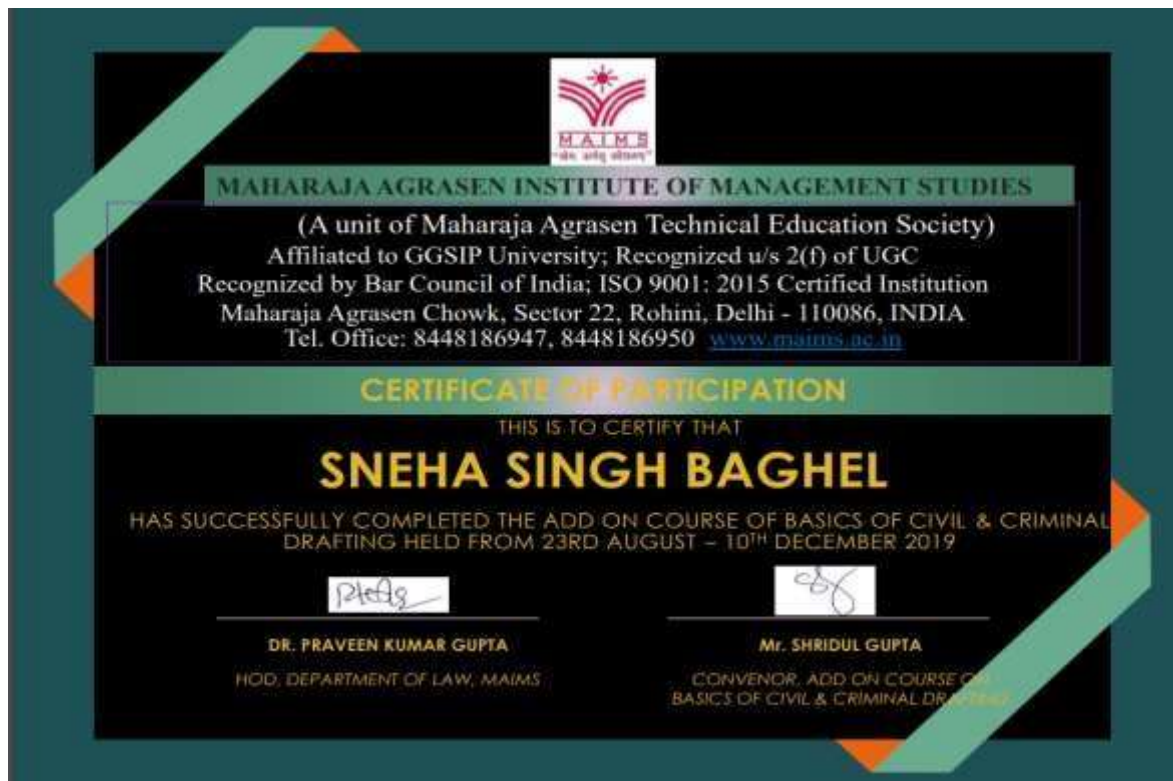 MAIMS
MAHARAJA AGRASEN INSTITUTE OF MANAGEMENT STUDIES
(A unit of Maharaja Agrasen Technical Education Society)
Affiliated to GGSIP University; Recognized u/s 2(f) of UGC
Recognized by Bar Council of India; ISO 9001: 2015 Certified Institution
Maharaja Agrasen Chowk, Sector 22, Rohini, Delhi - 110086, INDIA
Tel. Office: 8448186947, 8448186950 www.maims.ac.in
CERTIFICATE OF PARTICIPATION
THIS IS TO CERTIFY THAT
SNEHA SINGH BAGHEL
HAS SUCCESSFULLY COMPLETED THE ADD ON COURSE OF BASICS OF CIVIL & CRIMINAL
DRAFTING HELD FROM 23RD AUGUST – 10TH DECEMBER 2019
DR. PRAVEEN KUMAR GUPTA
HOD, DEPARTMENT OF LAW, MAIMS
Mr. SHRIDUL GUPTA
CONVENOR, ADD ON COURSE ON
BASICS OF CIVIL & CRIMINAL DRAFTING